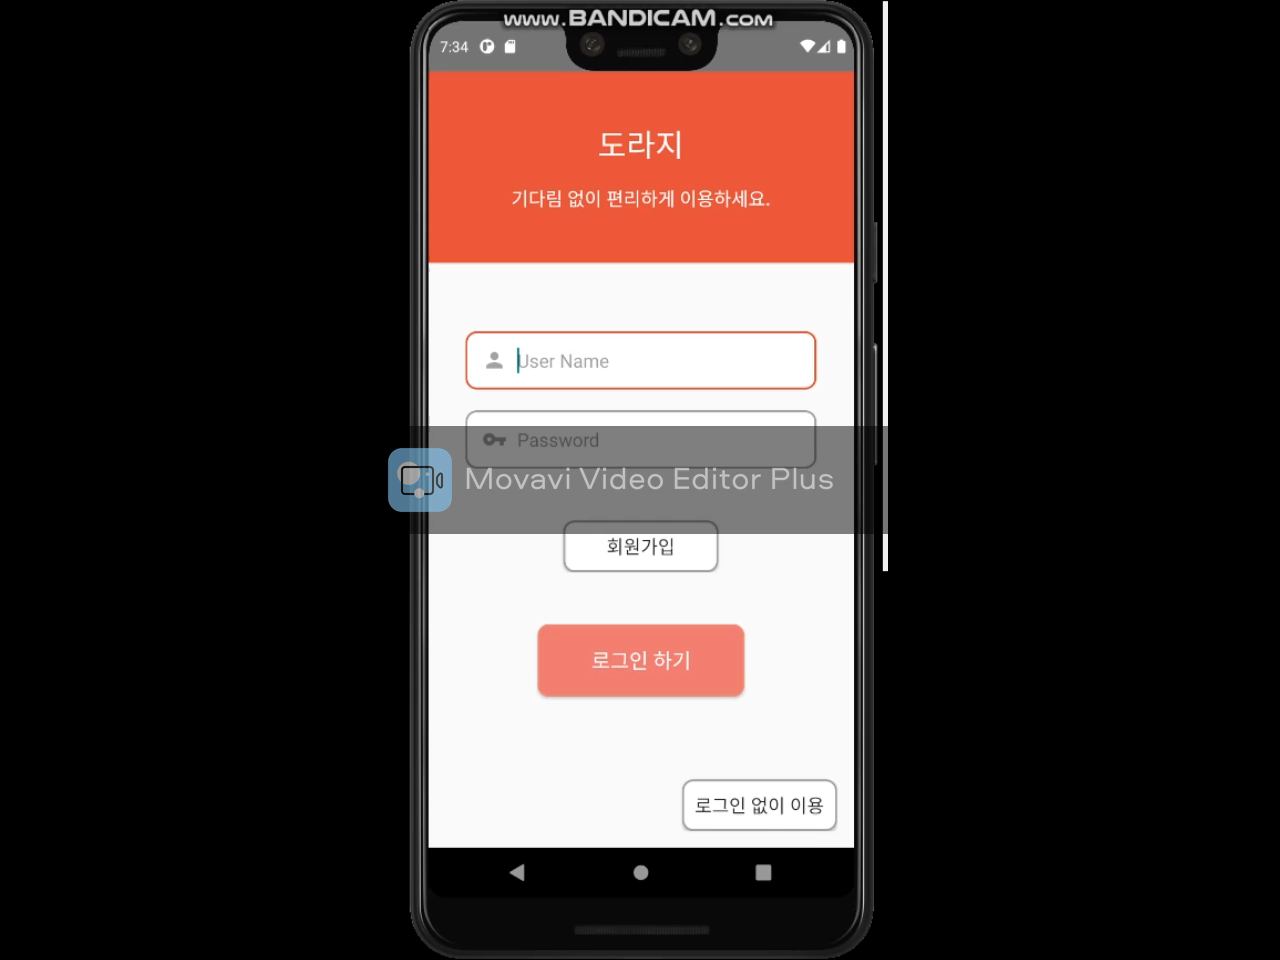 www.BANDICAM.com
7:34
도라지
기다림 없이 편리하게 이용하세요.
User Name
Password
Movavi Video Editor Plus
회원가입
로그인 하기
로그인 없이 이용